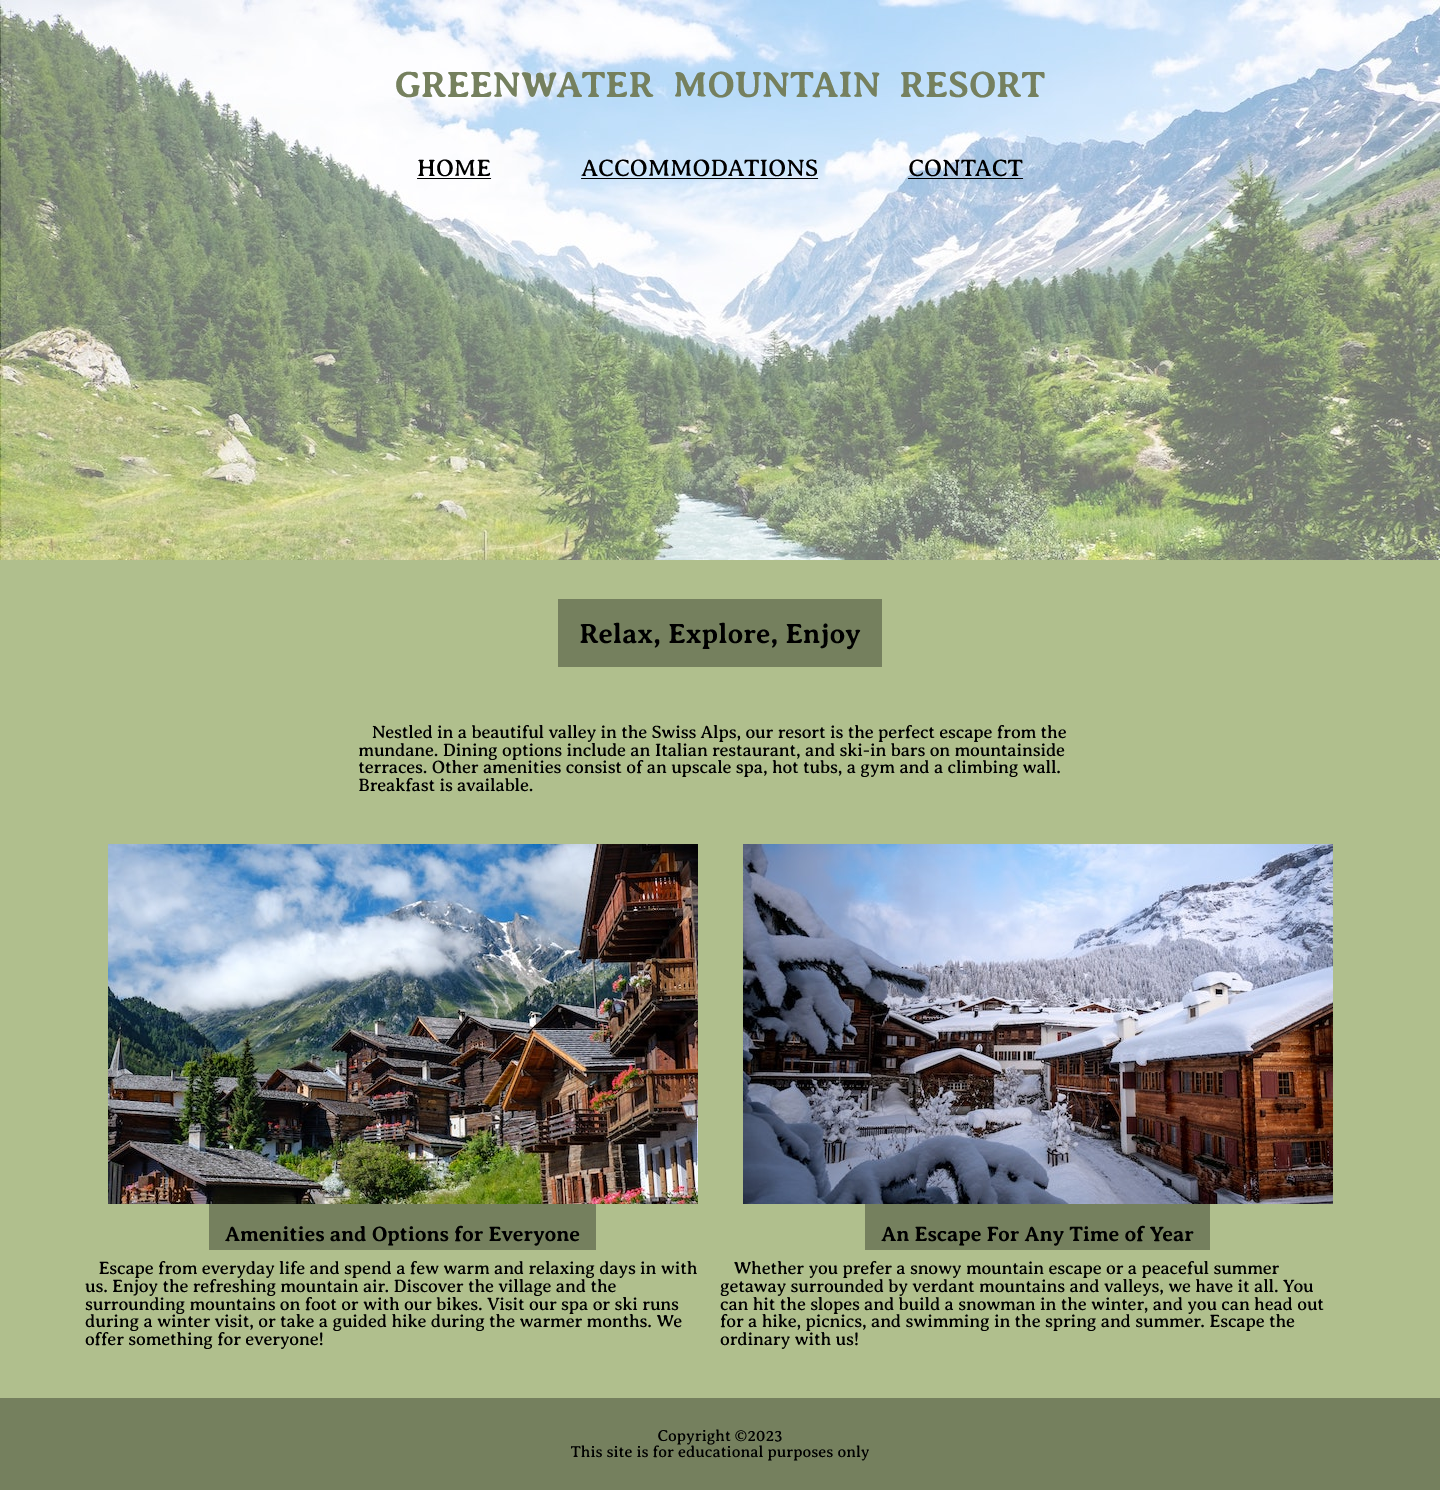 GREENWATER MOUNTAIN RESORT
HOME ACCOMMODATIONS CONTACT
Relax, Explore, Enjoy
Nestled in a beautiful valley in the Swiss Alps, our resort is the perfect escape from the
mundane. Dining options include an Italian restaurant, and ski-in bars on mountainside
terraces. Other amenities consist of an upscale spa, hot tubs, a gym and a climbing wall.
Breakfast is available.
Amenities and Options for Everyone
Escape from everyday life and spend a few warm and relaxing days in with
us. Enjoy the refreshing mountain air. Discover the village and the
surrounding mountains on foot or with our bikes. Visit our spa or ski runs
during a winter visit, or take a guided hike during the warmer months. We
offer something for everyone!
An Escape For Any Time of Year
Whether you prefer a snowy mountain escape or a peaceful summer
getaway surrounded by verdant mountains and valleys, we have it all. You
can hit the slopes and build a snowman in the winter, and you can head out
for a hike, picnics, and swimming in the spring and summer. Escape the
ordinary with us!
Copyright ©2023
This site is for educational purposes only